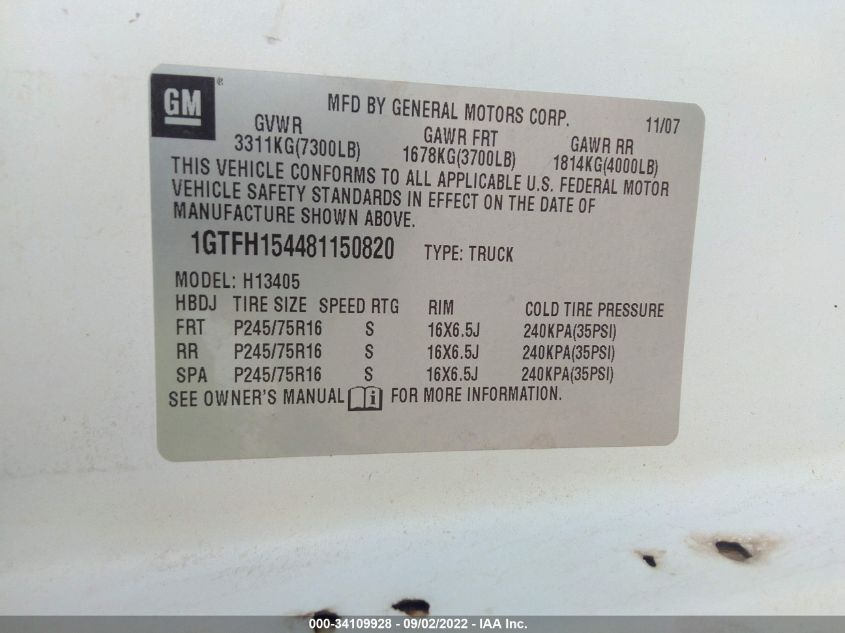 GM ®
MFD BY GENERAL MOTORS CORP. 11/07
GVWR GAWR FRT GAWR RR
3311KG(7300LB) 1678KG(3700LB) 1814KG(4000LB)
THIS VEHICLE CONFORMS TO ALL APPLICABLE U.S. FEDERAL MOTOR
VEHICLE SAFETY STANDARDS IN EFFECT ON THE DATE OF
MANUFACTURE SHOWN ABOVE.
1GTFH154481150820 TYPE: TRUCK
MODEL: H13405
HBDJ TIRE SIZE SPEED RTG RIM COLD TIRE PRESSURE
FRT P245/75R16 S 16X6.5J 240KPA(35PSI)
RR P245/75R16 S 16X6.5J 240KPA(35PSI)
SPA P245/75R16 S 16X6.5J 240KPA(35PSI)
SEE OWNER'S MANUAL i FOR MORE INFORMATION.
000-34109928 - 09/02/2022 - IAA Inc.